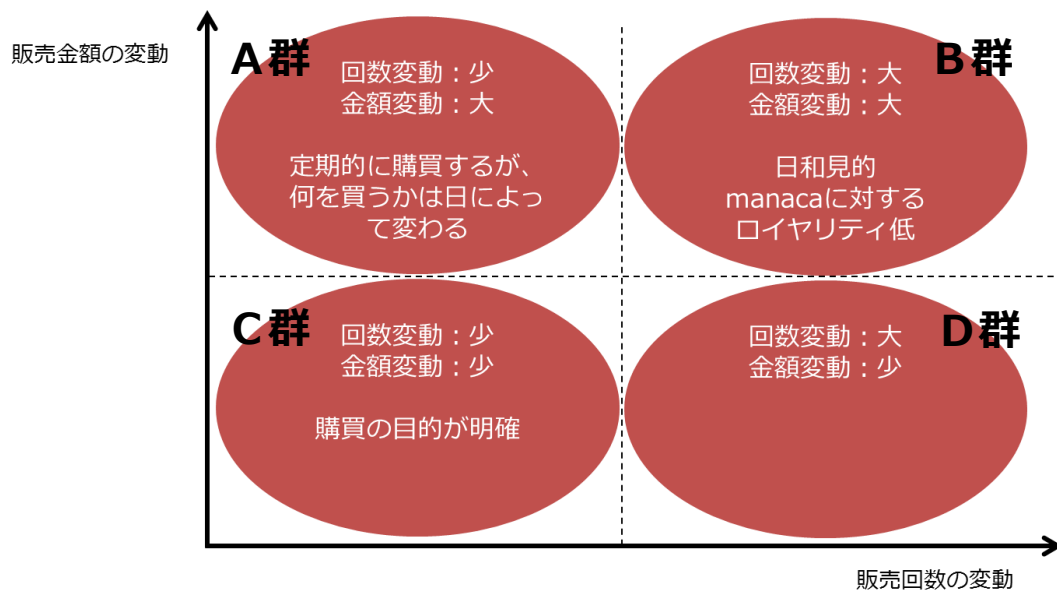 販売金額の変動
A群
回数変動：少
金額変動：大
定期的に購買するが、
何を買うかは日によっ
て変わる
B群
回数変動：大
金額変動：大
日和見的
manacaに対する
ロイヤリティ低
C群
回数変動：少
金額変動：少
購買の目的が明確
D群
回数変動：大
金額変動：少
販売回数の変動